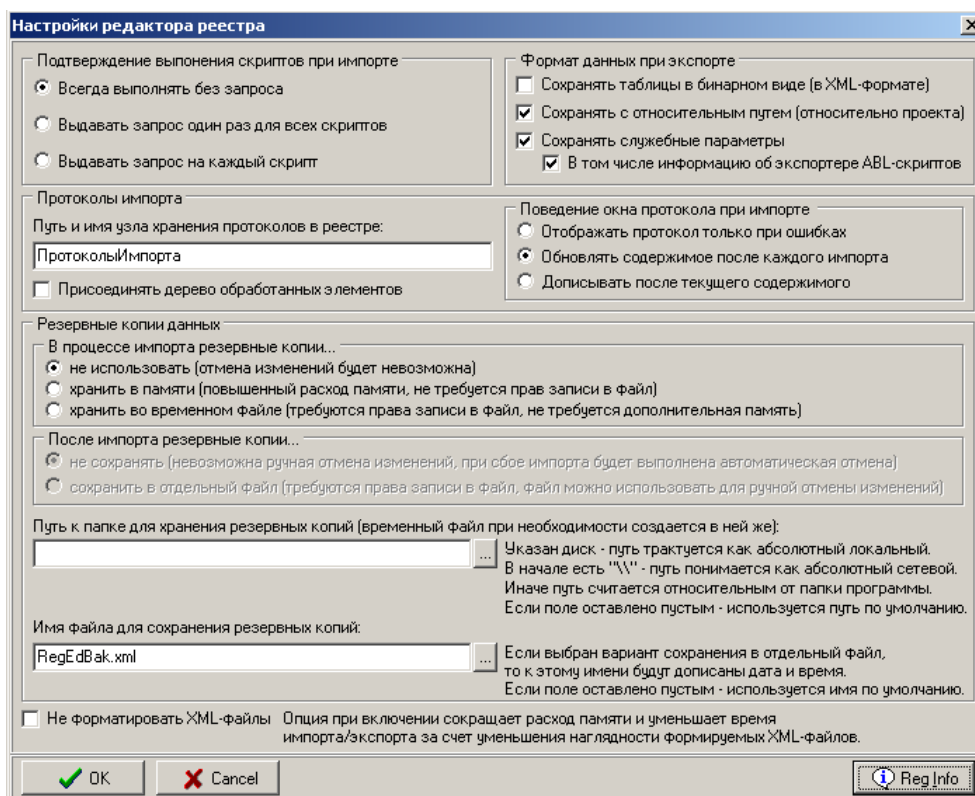 Настройки редактора реестра
Подтверждение выпонения скриптов при импорте
Всегда выполнять без запроса
Выдавать запрос один раз для всех скриптов
Выдавать запрос на каждый скрипт
Формат данных при экспорте
Сохранять таблицы в бинарном виде (в XML-формате)
Сохранять с относительным путем (относительно проекта)
Сохранять служебные параметры
В том числе информацию об экспортере ABL-скриптов
Протоколы импорта
Путь и имя узла хранения протоколов в реестре:
ПротоколыИмпорта
Присоединять дерево обработанных элементов
Поведение окна протокола при импорте
Отображать протокол только при ошибках
Обновлять содержимое после каждого импорта
Дописывать после текущего содержимого
Резервные копии данных
В процессе импорта резервные копии...
не использовать (отмена изменений будет невозможна)
хранить в памяти (повышенный расход памяти, не требуется прав записи в файл)
хранить во временном файле (требуются права записи в файл, не требуется дополнительная память)
После импорта резервные копии...
не сохранять (невозможна ручная отмена изменений, при сбое импорта будет выполнена автоматическая отмена)
сохранить в отдельный файл (требуются права записи в файл, файл можно использовать для ручной отмены изменений)
Путь к папке для хранения резервных копий (временный файл при необходимости создается в ней же):
...
Указан диск - путь трактуется как абсолютный локальный.
В начале есть "\\" - путь понимается как абсолютный сетевой.
Иначе путь считается относительным от папки программы.
Если поле оставлено пустым - используется путь по умолчанию.
Имя файла для сохранения резервных копий:
RegEdBak.xml
...
Если выбран вариант сохранения в отдельный файл,
то к этому имени будут дописаны дата и время.
Если поле оставлено пустым - используется имя по умолчанию.
Не форматировать XML-файлы
Опция при включении сокращает расход памяти и уменьшает время
импорта/экспорта за счет уменьшения наглядности формируемых XML-файлов.
OK
Cancel
Reg Info